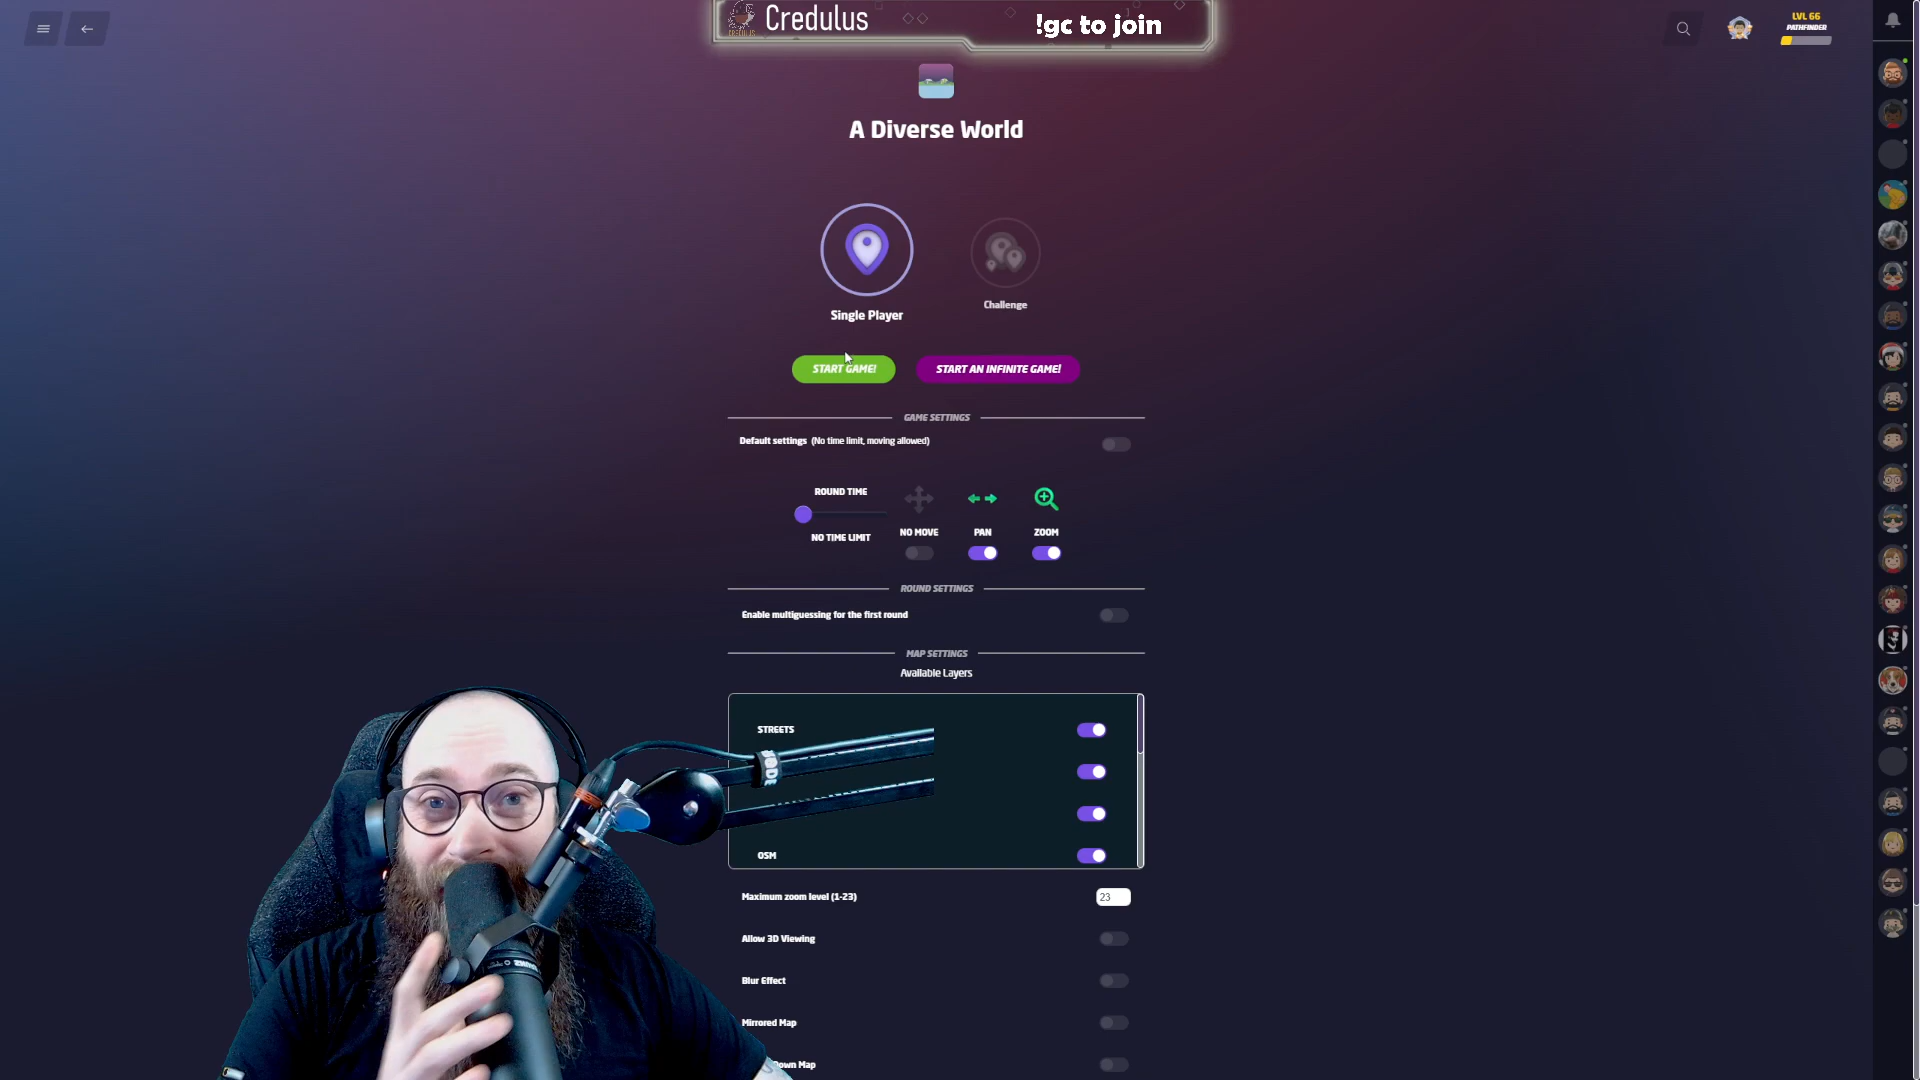 Credulus
!gc to join
LVL 66
PATHFINDER
A Diverse World
Single Player
Challenge
START GAME!
START AN INFINITE GAME!
GAME SETTINGS
Default settings (No time limit, moving allowed)
ROUND TIME
NO TIME LIMIT
NO MOVE
PAN
ZOOM
ROUND SETTINGS
Enable multiguessing for the first round
MAP SETTINGS
Available Layers
STREETS
OSM
Maximum zoom level (1-23)
23
Allow 3D Viewing
Blur Effect
Mirrored Map
Down Map